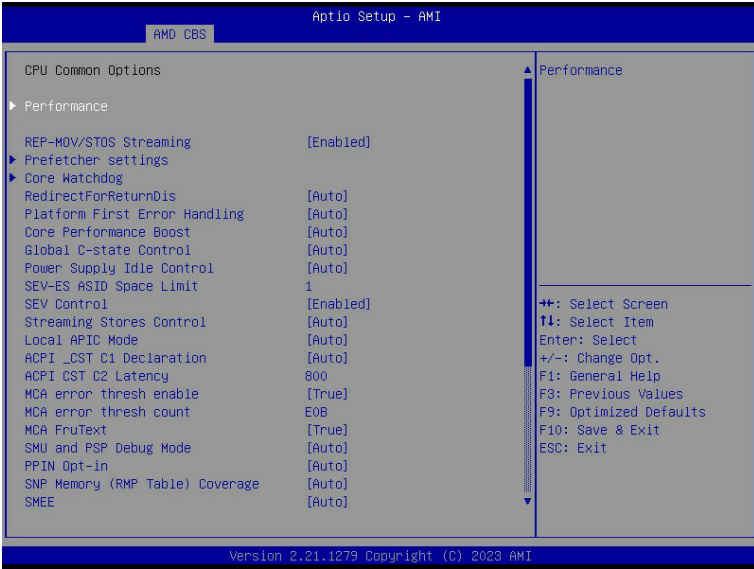 Aptio Setup – AMI
AMD CBS
CPU Common Options
Performance
REP-MOV/STOS Streaming [Enabled]
Prefetcher settings
Core Watchdog
RedirectForReturnDis [Auto]
Platform First Error Handling [Auto]
Core Performance Boost [Auto]
Global C-state Control [Auto]
Power Supply Idle Control [Auto]
SEV-ES ASID Space Limit 1
SEV Control [Enabled]
Streaming Stores Control [Auto]
Local APIC Mode [Auto]
ACPI _CST C1 Declaration [Auto]
ACPI CST C2 Latency 800
MCA error thresh enable [True]
MCA error thresh count E0B
MCA FruText [True]
SMU and PSP Debug Mode [Auto]
PPIN Opt-in [Auto]
SNP Memory (RMP Table) Coverage [Auto]
SMEE [Auto]
Performance
→←: Select Screen
↑↓: Select Item
Enter: Select
+/-: Change Opt.
F1: General Help
F3: Previous Values
F9: Optimized Defaults
F10: Save & Exit
ESC: Exit
Version 2.21.1279 Copyright (C) 2023 AMI